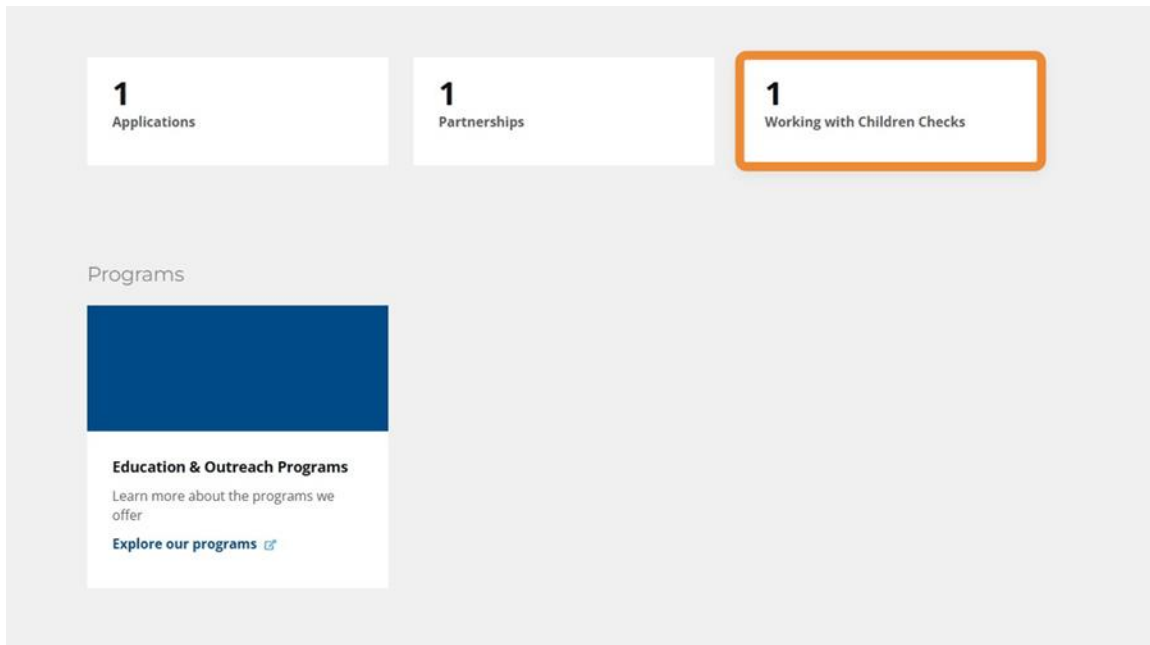 1
Applications
1
Partnerships
1
Working with Children Checks
Programs
Education & Outreach Programs
Learn more about the programs we
offer
Explore our programs